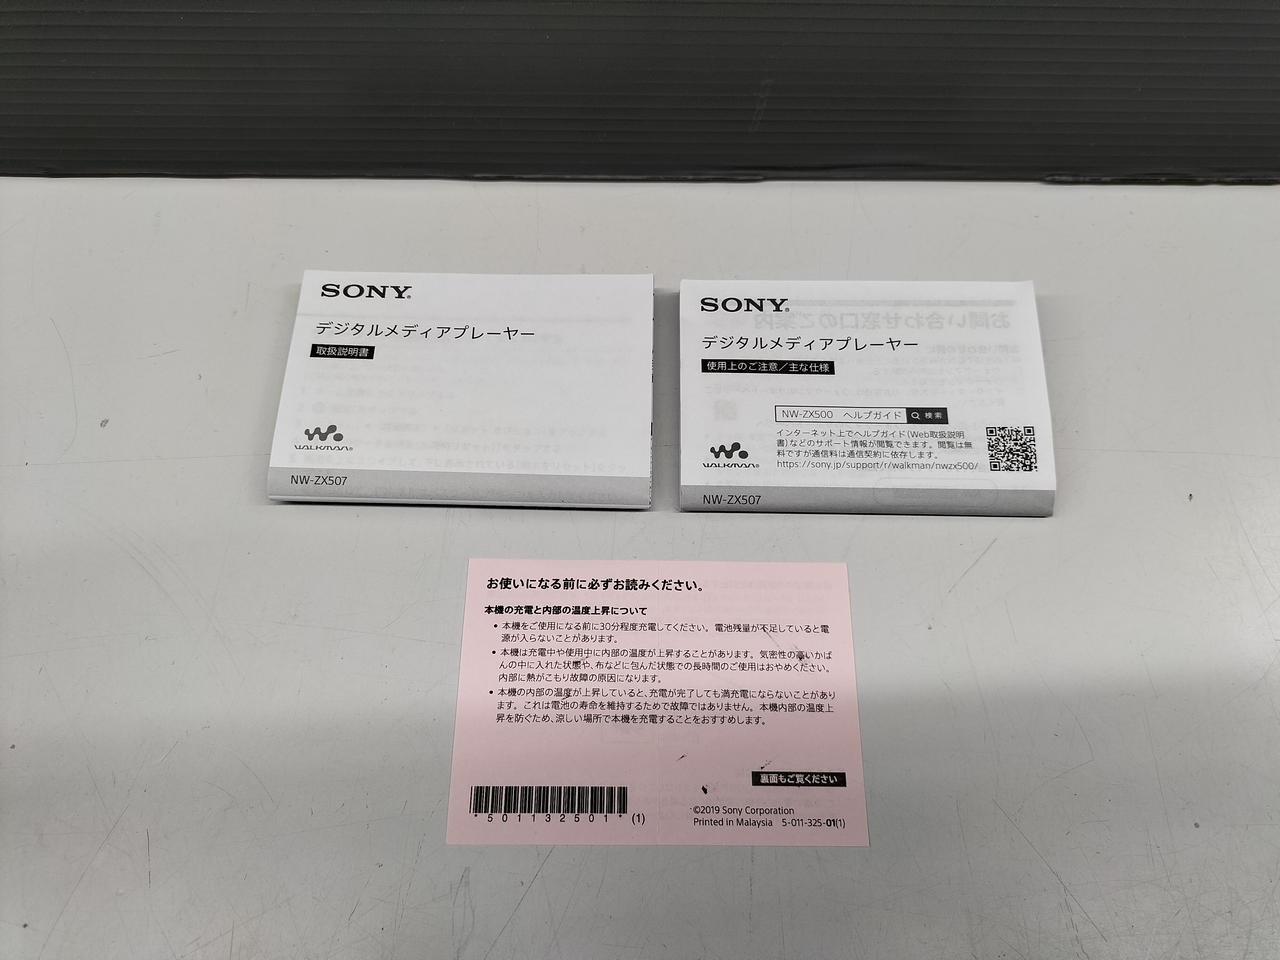 SONY®
デジタルメディアプレーヤー
取扱説明書
WALKMAN®
NW-ZX507
SONY®
デジタルメディアプレーヤー
使用上のご注意/主な仕様
NW-ZX500 ヘルプガイド 検索
インターネット上でヘルプガイド(Web取扱説明
書)などのサポート情報が閲覧できます。閲覧は無
料ですが通信料は通信契約に依存します。
https://sony.jp/support/r/walkman/nwzx500/
WALKMAN®
NW-ZX507
お使いになる前に必ずお読みください。
本機の充電と内部の温度上昇について
• 本機をご使用になる前に30分程度充電してください。電池残量が不足していると電
源が入らないことがあります。
• 本機は充電中や使用中に内部の温度が上昇することがあります。気密性の高いかば
んの中に入れた状態や、布などに包んだ状態での長時間のご使用はおやめください。
内部に熱がこもり故障の原因になります。
• 本機の内部の温度が上昇していると、充電が完了しても満充電にならないことがあり
ます。これは電池の寿命を維持するためで故障ではありません。本機内部の温度上
昇を防ぐため、涼しい場所で本機を充電することをおすすめします。
裏面もご覧ください
*501132501* (1)
©2019 Sony Corporation
Printed in Malaysia 5-011-325-01(1)